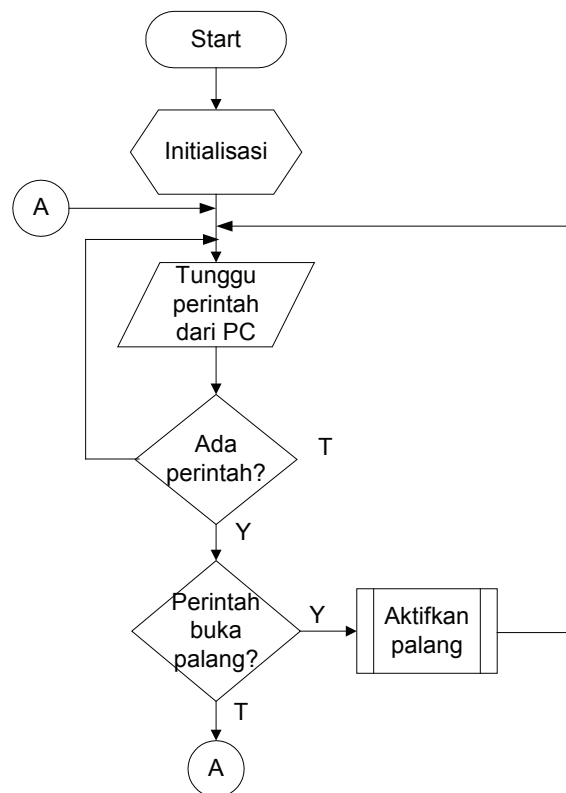 Start
Initialisasi
A
Tunggu
perintah
dari PC
Ada
perintah?
T
Y
Perintah
buka
palang?
Y
Aktifkan
palang
T
A